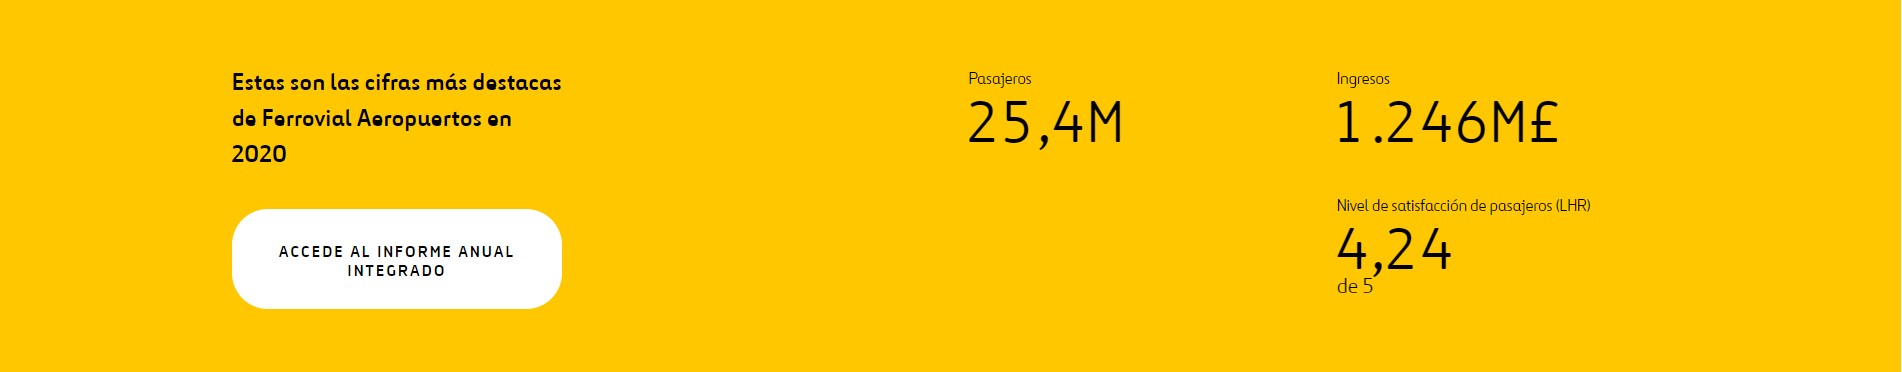 Estas son las cifras más destacas
de Ferrovial Aeropuertos en
2020
ACCEDE AL INFORME ANUAL
INTEGRADO
Pasajeros
25,4M
Ingresos
1.246M£
Nivel de satisfacción de pasajeros (LHR)
4,24
de 5